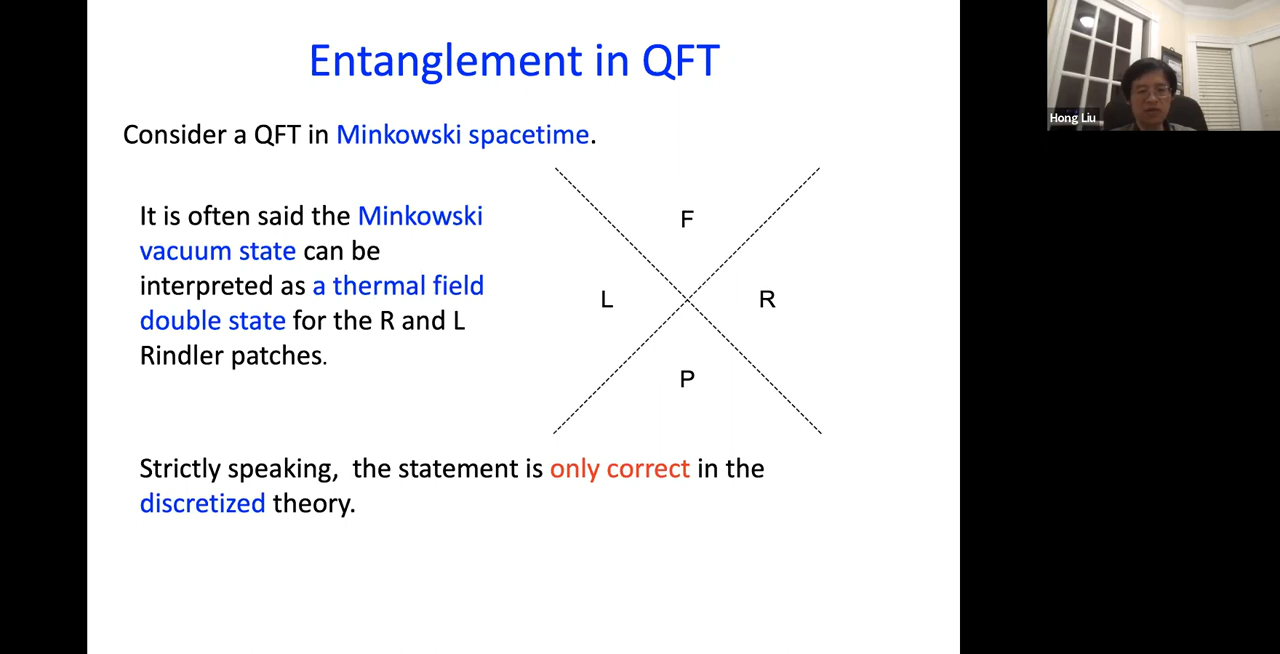 Entanglement in QFT
Consider a QFT in Minkowski spacetime.
It is often said the Minkowski
vacuum state can be
interpreted as a thermal field
double state for the R and L
Rindler patches.
F
L
R
P
Strictly speaking, the statement is only correct in the
discretized theory.
Hong Liu